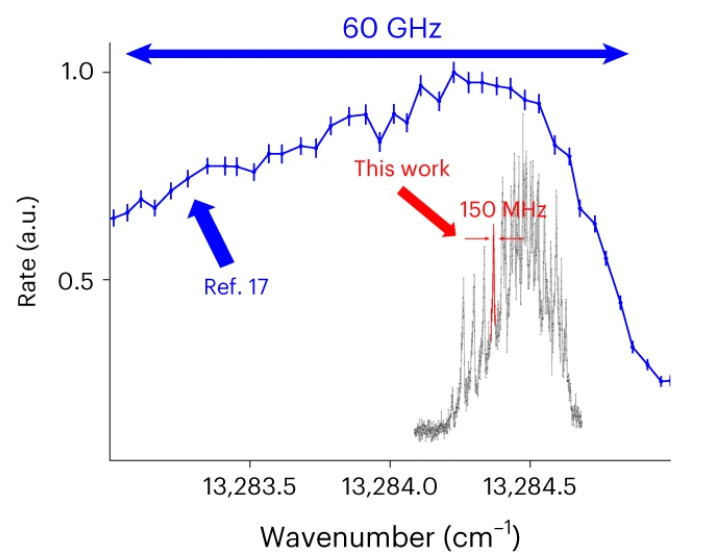 60 GHz
1.0
This work
150 MHz
0.5
Ref. 17
Rate (a.u.)
13,283.5 13,284.0 13,284.5
Wavenumber (cm⁻¹)